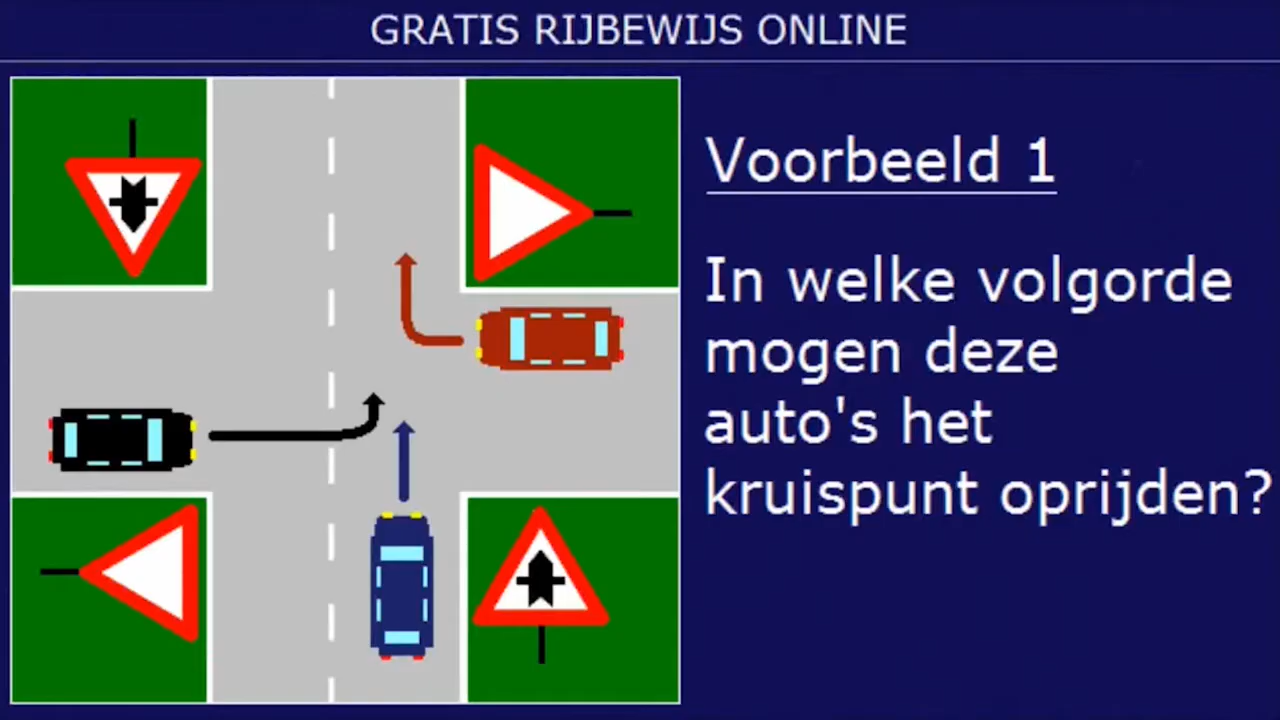 GRATIS RIJBEWIJS ONLINE
Voorbeeld 1
In welke volgorde
mogen deze
auto's het
kruispunt oprijden?